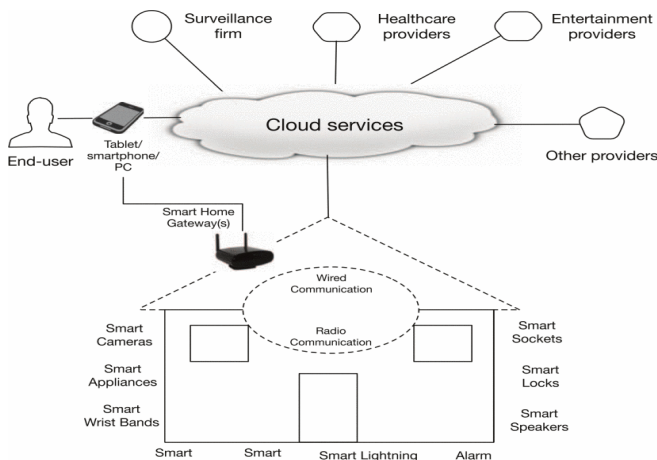 Surveillance
firm
Healthcare
providers
Entertainment
providers
Cloud services
End-user
Tablet/
smartphone/
PC
Other providers
Smart Home
Gateway(s)
Wired
Communication
Radio
Communication
Smart
Cameras
Smart
Appliances
Smart
Wrist Bands
Smart
Sockets
Smart
Locks
Smart
Speakers
Smart
Smart
Smart Lightning
Alarm